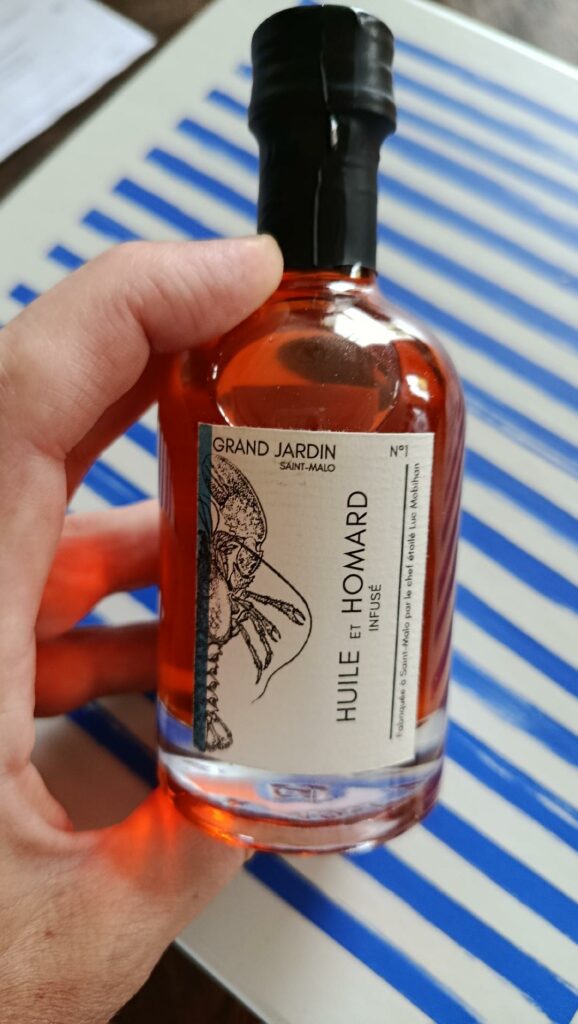 GRAND JARDIN
SAINT-MALO
N°1
HUILE ET HOMARD
INFUSÉ
Fabriquée à Saint-Malo par le chef étoilé Luc Mobihan